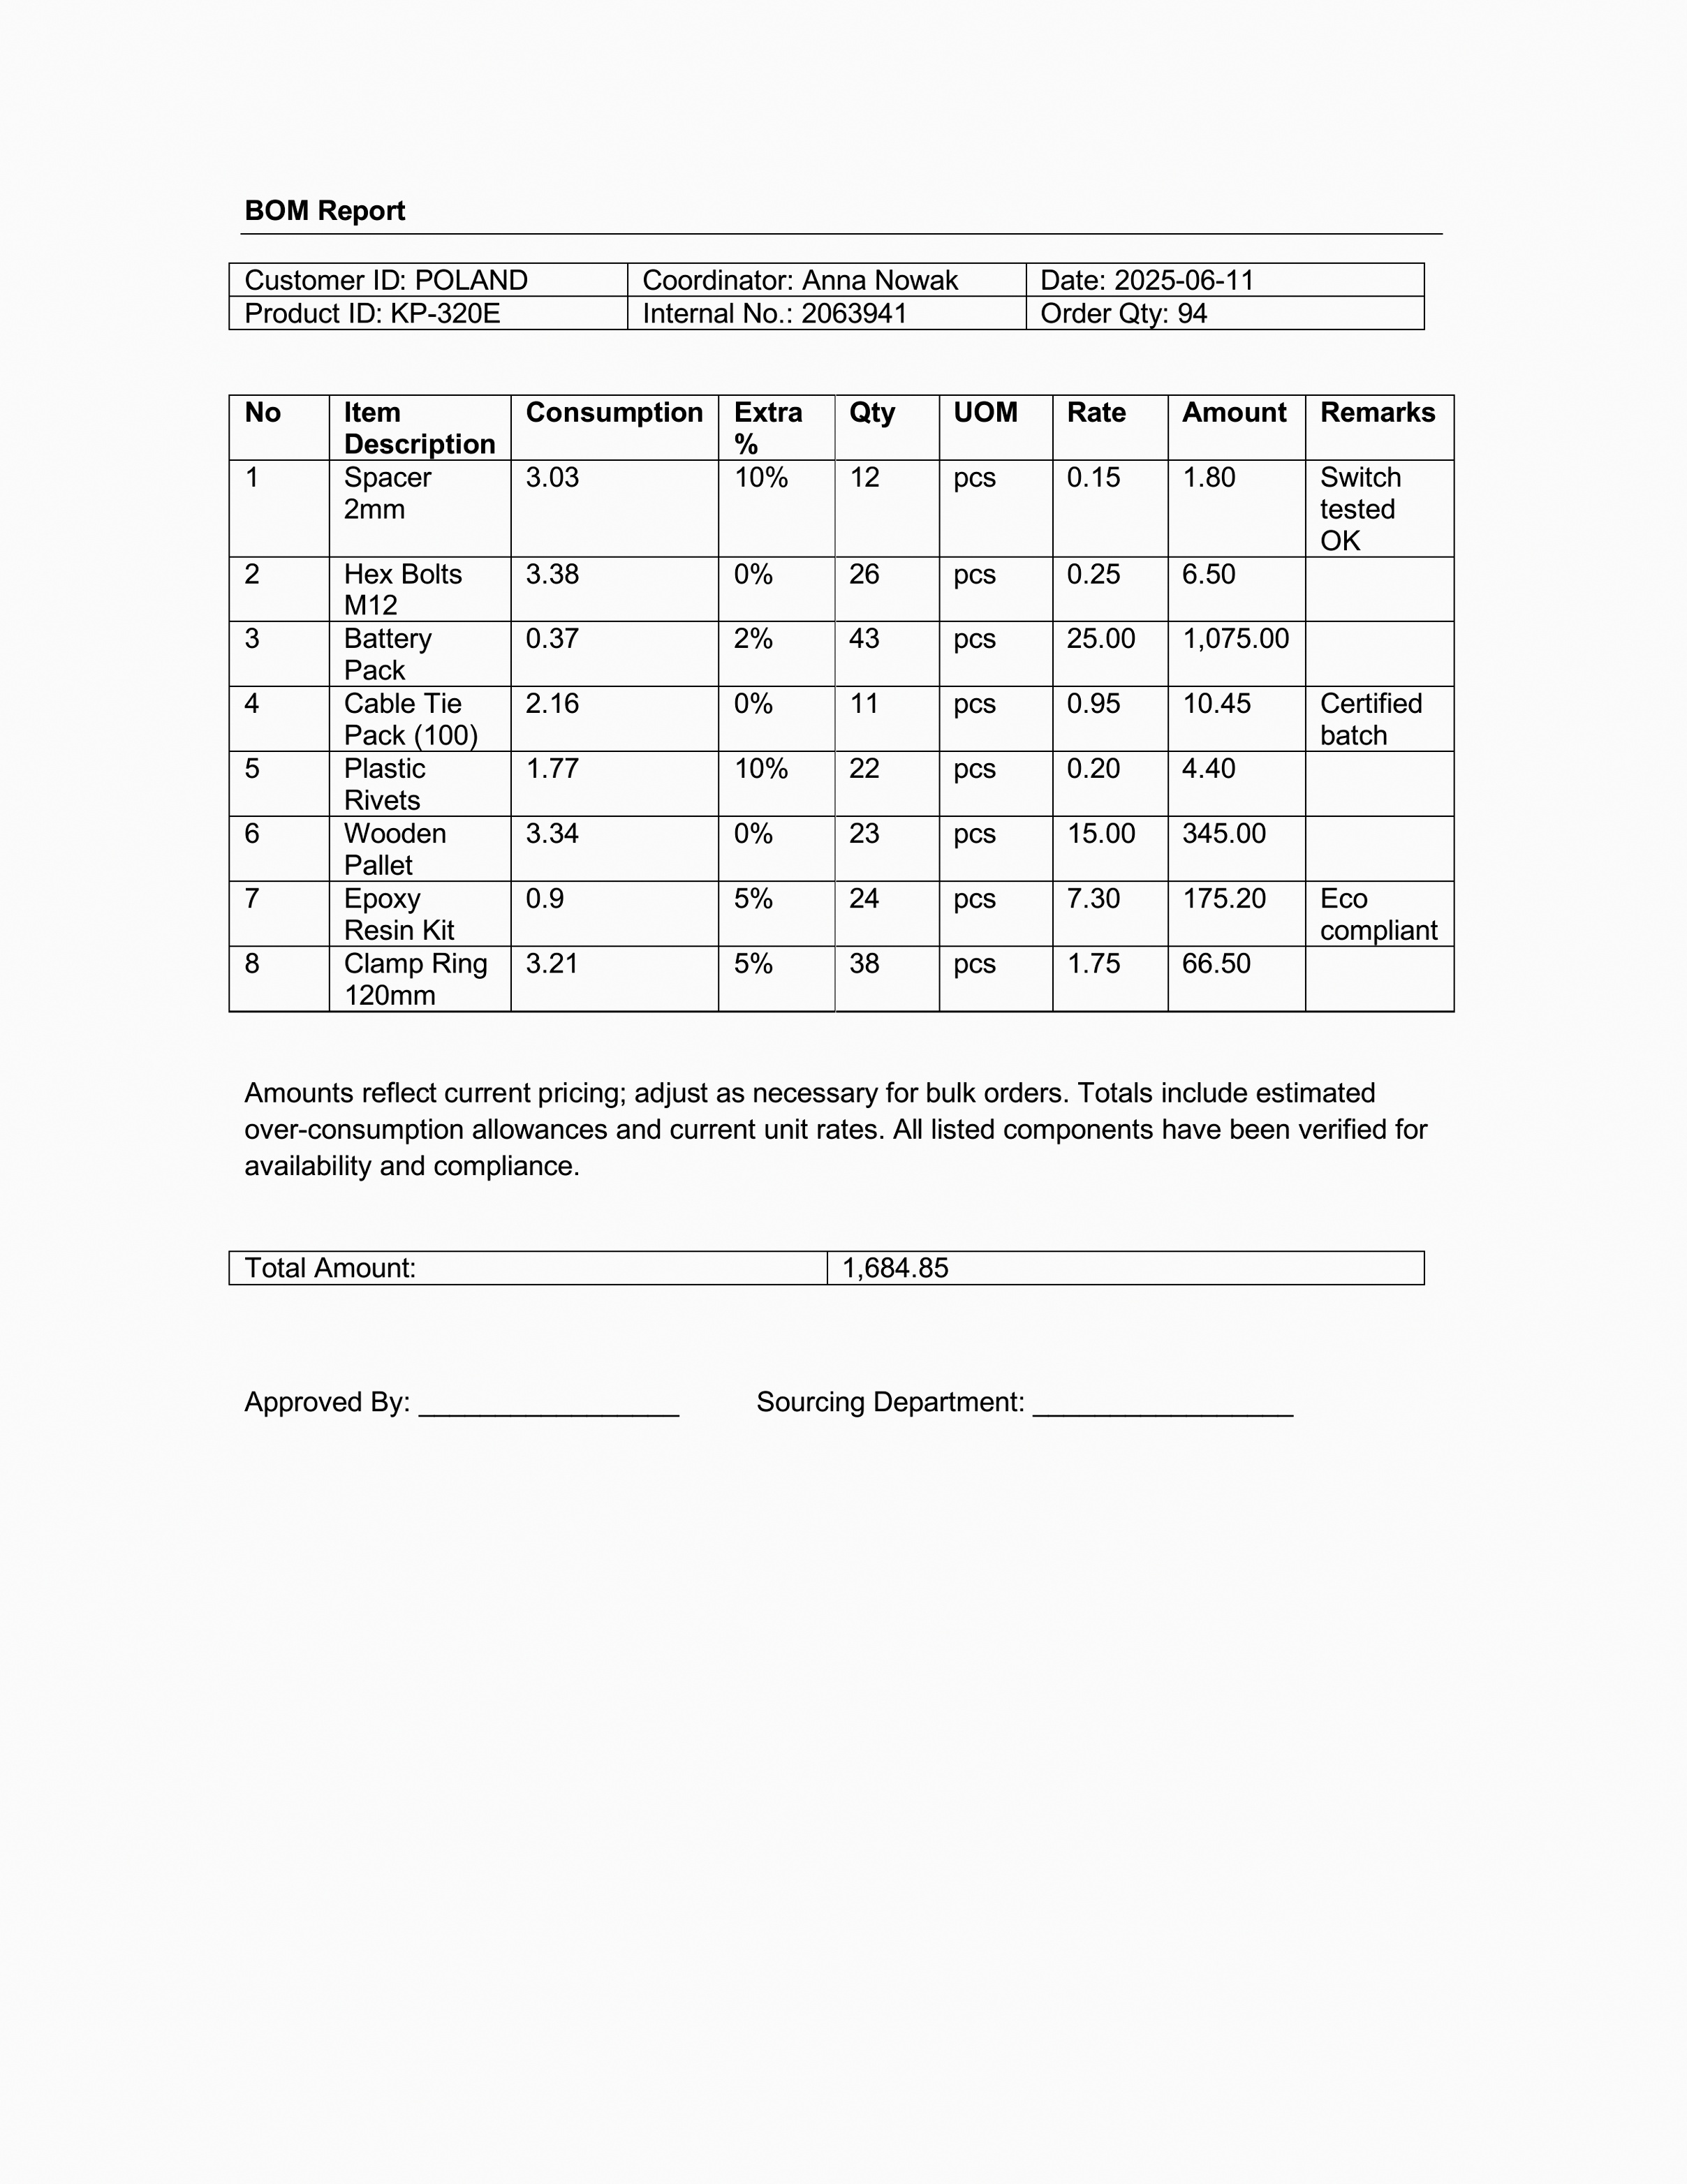 BOM Report
Customer ID: POLAND Coordinator: Anna Nowak Date: 2025-06-11
Product ID: KP-320E Internal No.: 2063941 Order Qty: 94
No Item Consumption Extra Qty UOM Rate Amount Remarks
Description %
1 Spacer 3.03 10% 12 pcs 0.15 1.80 Switch
2mm tested
OK
2 Hex Bolts 3.38 0% 26 pcs 0.25 6.50
M12
3 Battery 0.37 2% 43 pcs 25.00 1,075.00
Pack
4 Cable Tie 2.16 0% 11 pcs 0.95 10.45 Certified
Pack (100) batch
5 Plastic 1.77 10% 22 pcs 0.20 4.40
Rivets
6 Wooden 3.34 0% 23 pcs 15.00 345.00
Pallet
7 Epoxy 0.9 5% 24 pcs 7.30 175.20 Eco
Resin Kit compliant
8 Clamp Ring 3.21 5% 38 pcs 1.75 66.50
120mm
Amounts reflect current pricing; adjust as necessary for bulk orders. Totals include estimated
over-consumption allowances and current unit rates. All listed components have been verified for
availability and compliance.
Total Amount: 1,684.85
Approved By: _________________ Sourcing Department: _________________